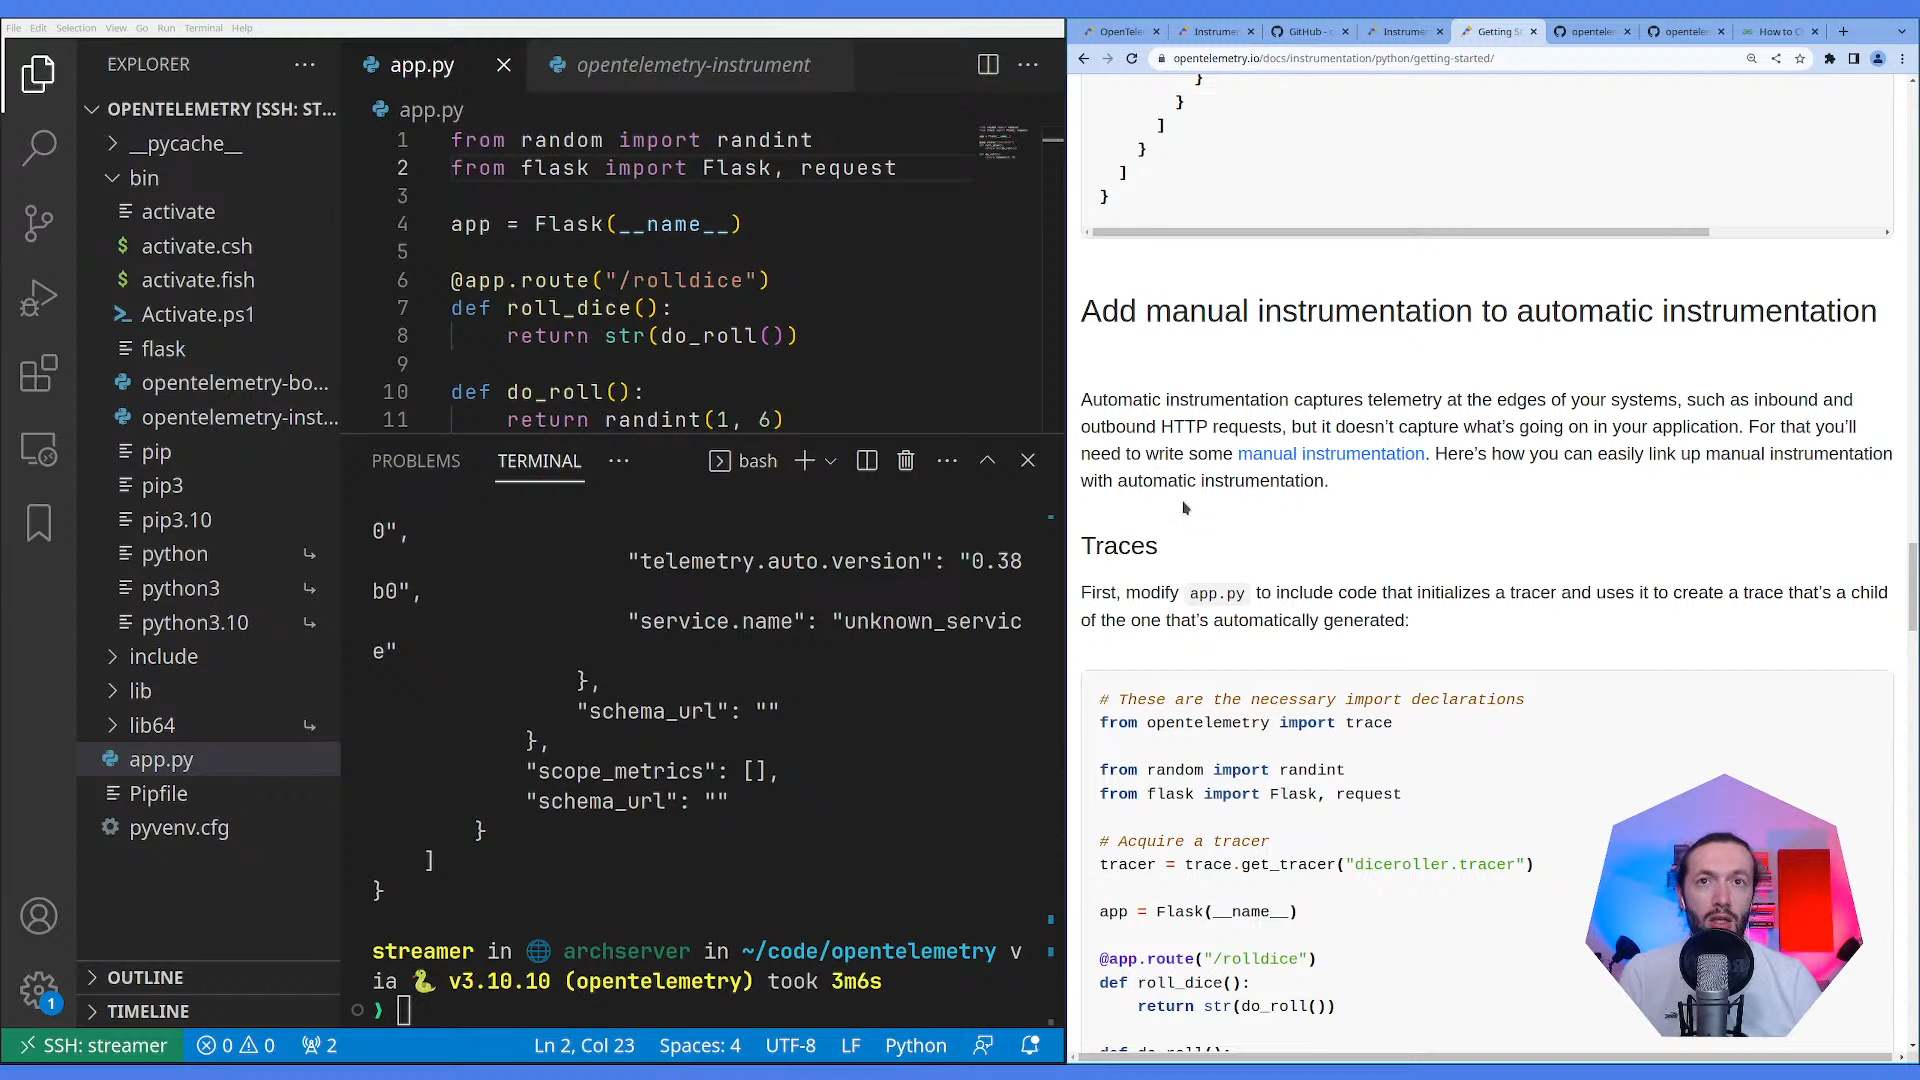 File Edit Selection View Go Run Terminal Help
EXPLORER
OPENTELEMETRY [SSH: ST...
__pycache__
bin
activate
activate.csh
activate.fish
Activate.ps1
flask
opentelemetry-bo...
opentelemetry-inst...
pip
pip3
pip3.10
python
python3
python3.10
include
lib
lib64
app.py
Pipfile
pyvenv.cfg
OUTLINE
TIMELINE
app.py
opentelemetry-instrument
app.py
1 from random import randint
2 from flask import Flask, request
3
4 app = Flask(__name__)
5
6 @app.route("/rolldice")
7 def roll_dice():
8 return str(do_roll())
9
10 def do_roll():
11 return randint(1, 6)
PROBLEMS TERMINAL bash
0",
"telemetry.auto.version": "0.38
b0",
"service.name": "unknown_servic
e"
},
"schema_url": ""
},
"scope_metrics": [],
"schema_url": ""
}
]
}
streamer in archserver in ~/code/opentelemetry v
ia v3.10.10 (opentelemetry) took 3m6s
❯
1
SSH: streamer 0 0 2 Ln 2, Col 23 Spaces: 4 UTF-8 LF Python
OpenTele Instrume GitHub - Instrume Getting S opentele opentele How to C
opentelemetry.io/docs/instrumentation/python/getting-started/
}
}
]
}
]
}
Add manual instrumentation to automatic instrumentation
Automatic instrumentation captures telemetry at the edges of your systems, such as inbound and
outbound HTTP requests, but it doesn't capture what's going on in your application. For that you'll
need to write some manual instrumentation. Here's how you can easily link up manual instrumentation
with automatic instrumentation.
Traces
First, modify app.py to include code that initializes a tracer and uses it to create a trace that's a child
of the one that's automatically generated:
# These are the necessary import declarations
from opentelemetry import trace
from random import randint
from flask import Flask, request
# Acquire a tracer
tracer = trace.get_tracer("diceroller.tracer")
app = Flask(__name__)
@app.route("/rolldice")
def roll_dice():
return str(do_roll())
def do_roll():